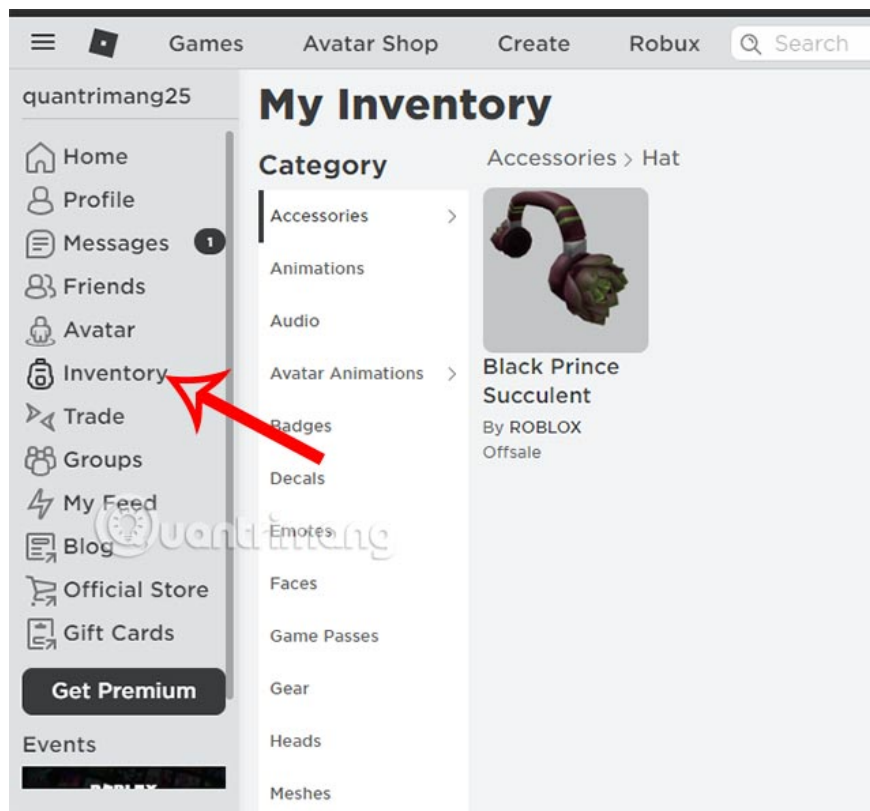 Games Avatar Shop Create Robux Search
quantrimang25
Home
Profile
Messages 1
Friends
Avatar
Inventory
Trade
Groups
My Feed
Blog
Official Store
Gift Cards
Get Premium
Events
ROBLOX
My Inventory
Category
Accessories
Animations
Audio
Avatar Animations
Badges
Decals
Emotes
Faces
Game Passes
Gear
Heads
Meshes
Accessories > Hat
Black Prince
Succulent
By ROBLOX
Offsale
Quantrimang